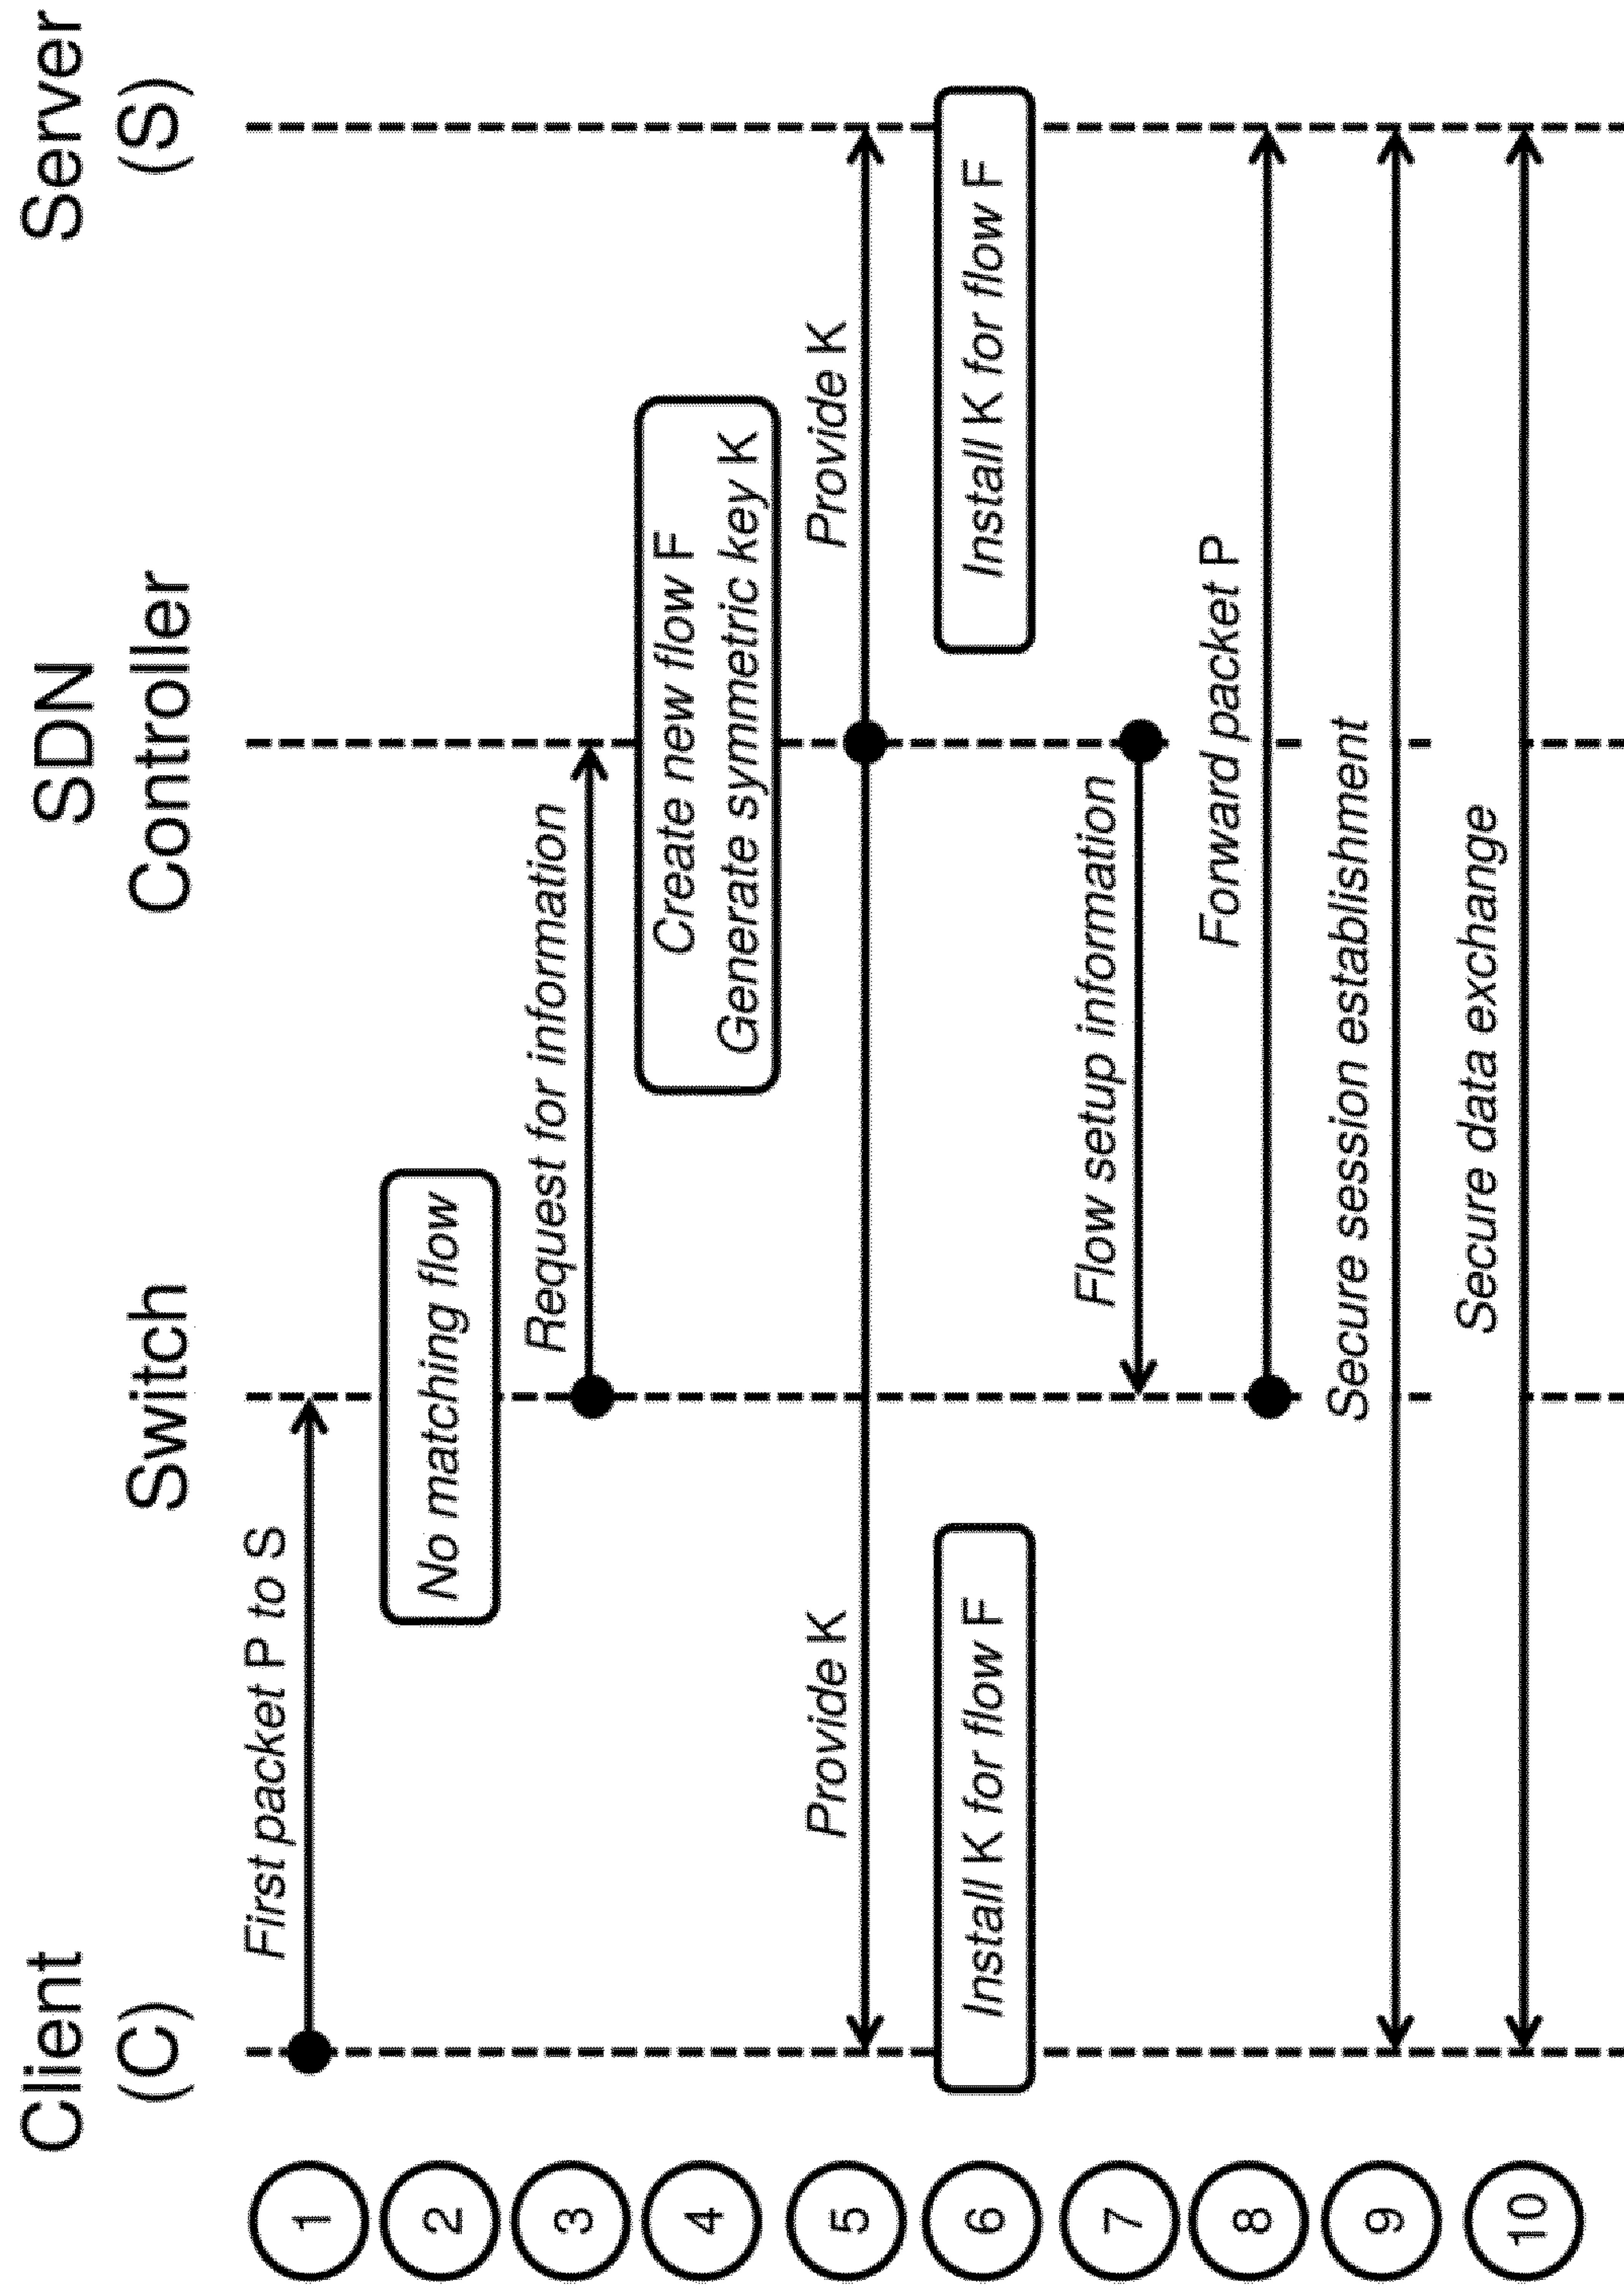 Client
(C)
Switch
SDN
Controller
Server
(S)
1
First packet P to S
2
No matching flow
3
Request for information
4
Create new flow F
Generate symmetric key K
5
Provide K
Provide K
6
Install K for flow F
Install K for flow F
7
Flow setup information
8
Forward packet P
9
Secure session establishment
10
Secure data exchange